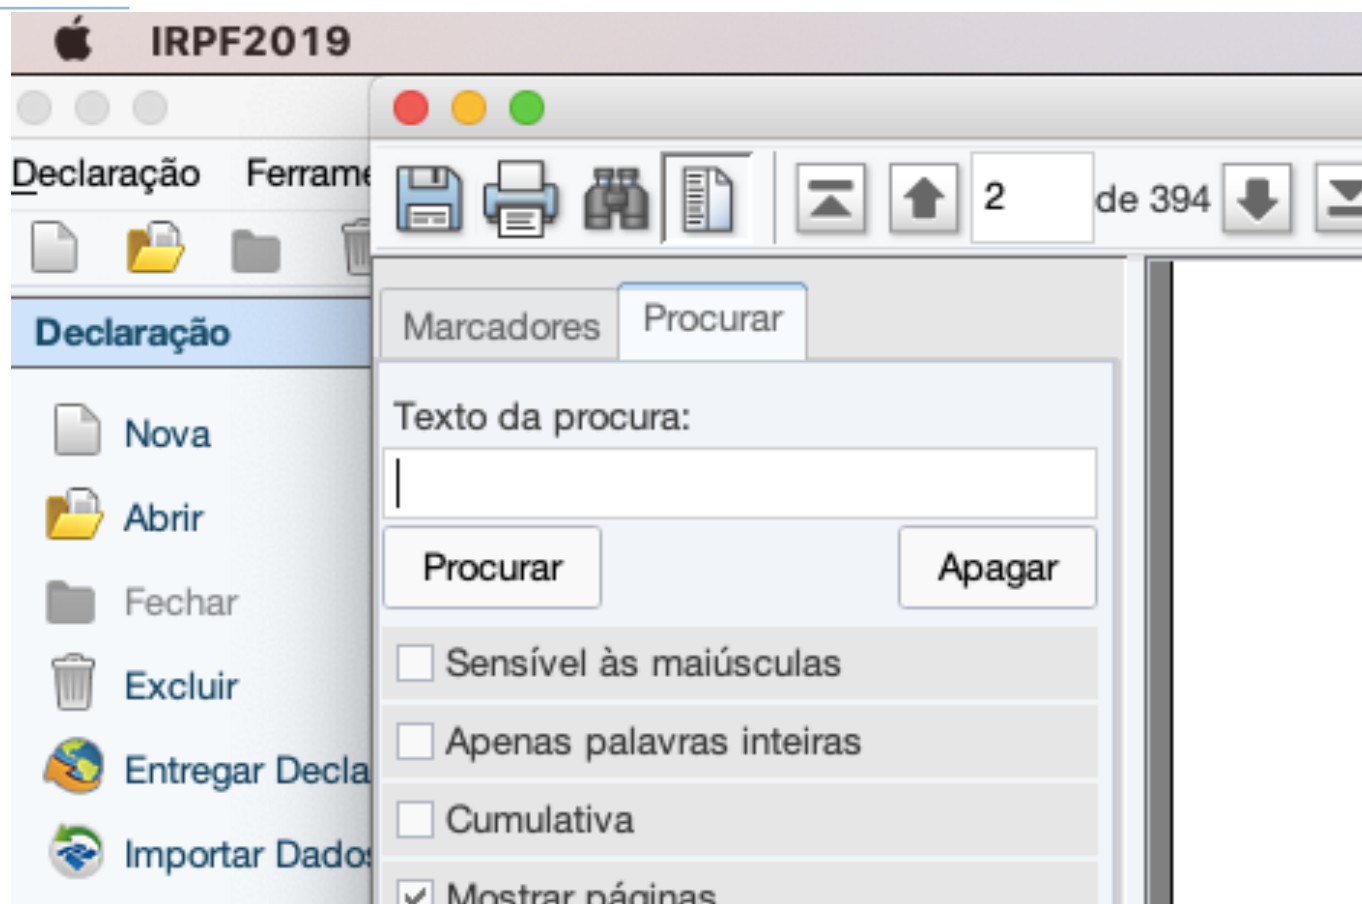 IRPF2019
Declaração Ferrame
2 de 394
Declaração
Marcadores Procurar
Texto da procura:
Nova
Abrir
Procurar Apagar
Fechar
Sensível às maiúsculas
Excluir
Apenas palavras inteiras
Entregar Decla
Cumulativa
Importar Dados
Mostrar páginas